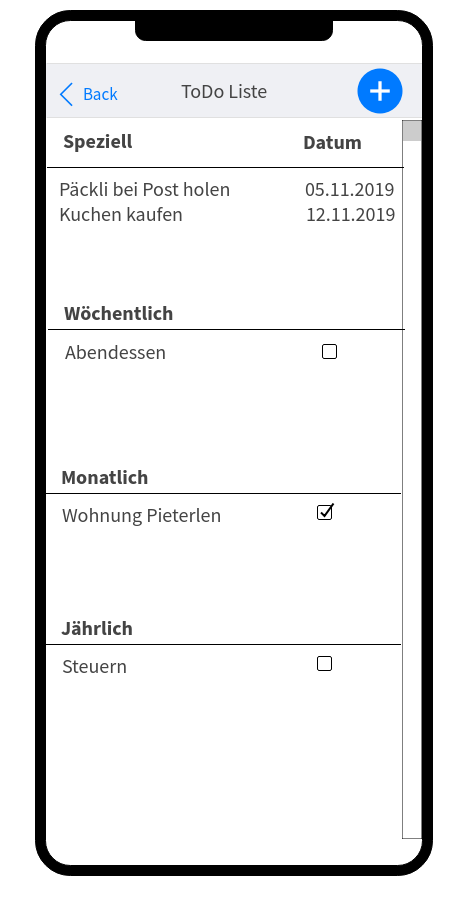 Back ToDo Liste
Speziell Datum
Päckli bei Post holen 05.11.2019
Kuchen kaufen 12.11.2019
Wöchentlich
Abendessen
Monatlich
Wohnung Pieterlen
Jährlich
Steuern